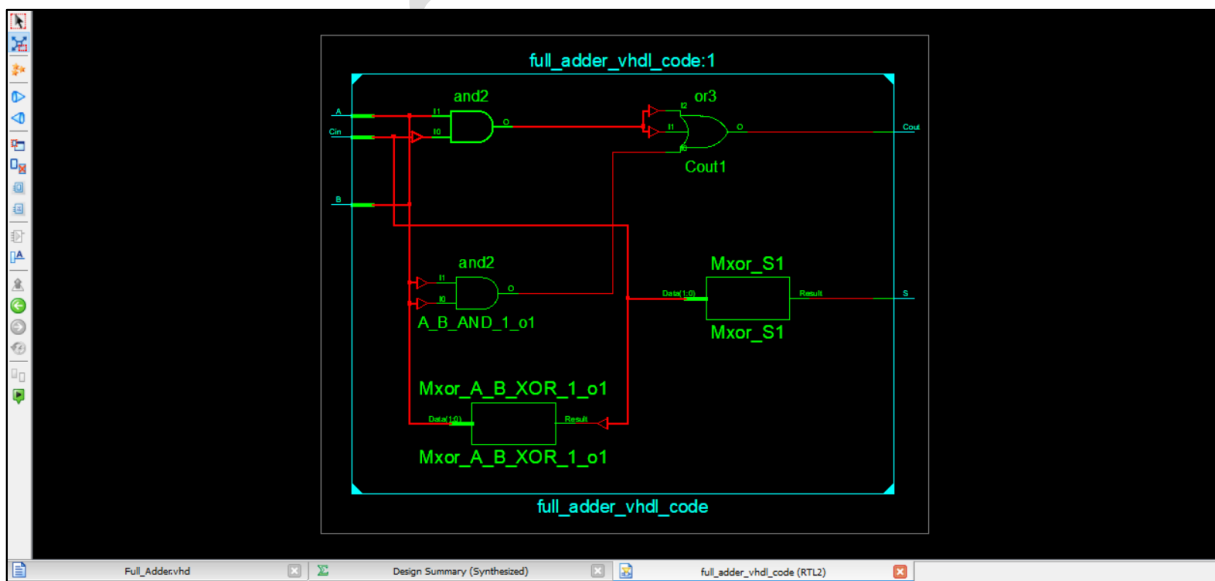 full_adder_vhdl_code:1
and2
or3
A
I1
I2
Cin
I0
O
I1
O
Cout
Cout1
B
and2
I1
I0
O
A_B_AND_1_o1
Mxor_S1
Data(1:0)
Result
S
Mxor_S1
Mxor_A_B_XOR_1_o1
Data(1:0)
Result
Mxor_A_B_XOR_1_o1
full_adder_vhdl_code
Full_Adder.vhd
Design Summary (Synthesized)
full_adder_vhdl_code (RTL2)